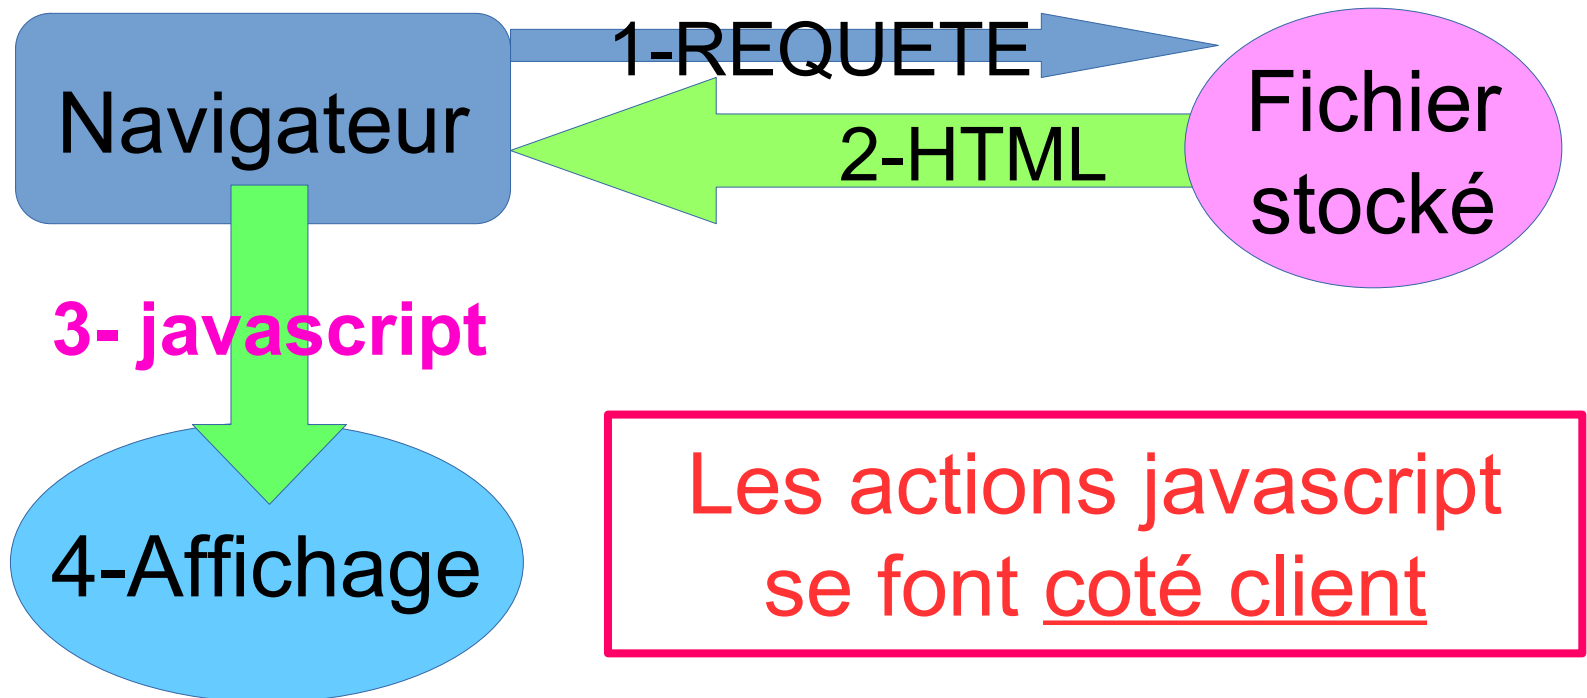 Navigateur
1-REQUETE
2-HTML
Fichier
stocké
3- javascript
4-Affichage
Les actions javascript
se font coté client